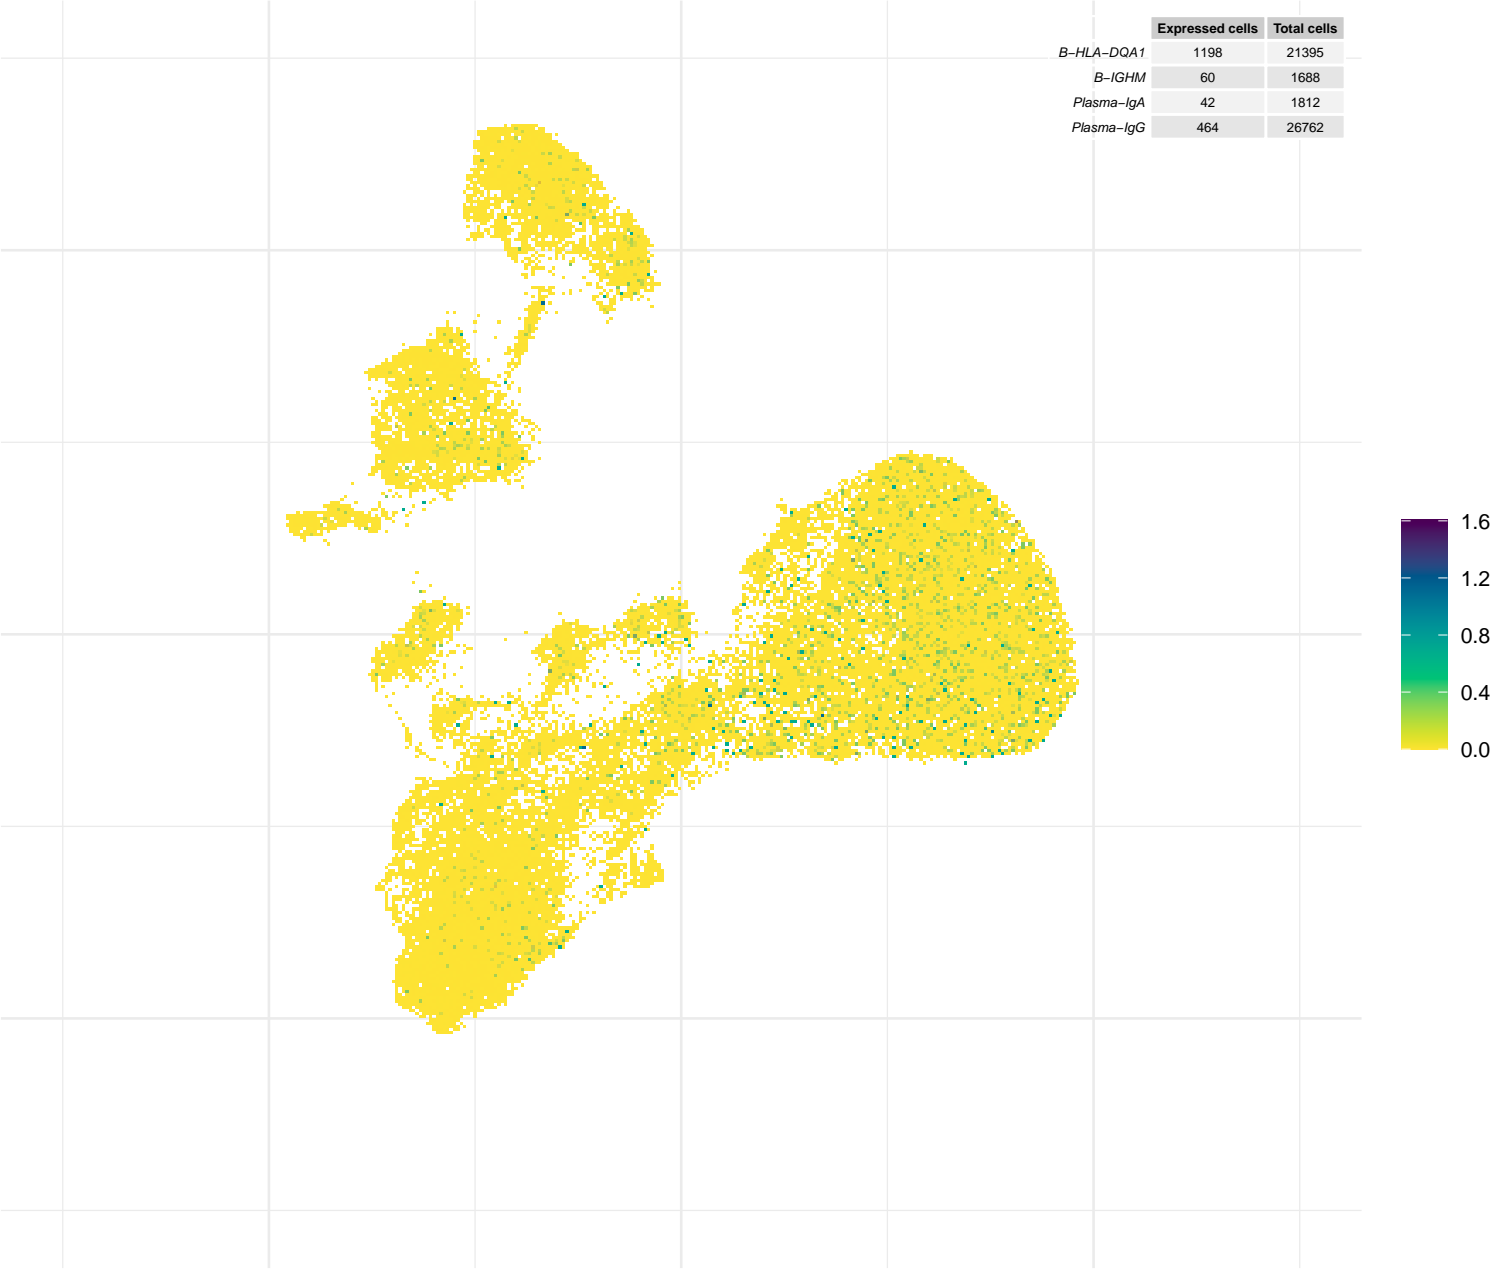 Expressed cells Total cells
B−HLA−DQA1 1198 21395
B−IGHM 60 1688
Plasma−IgA 42 1812
Plasma−IgG 464 26762
1.6
1.2
0.8
0.4
0.0